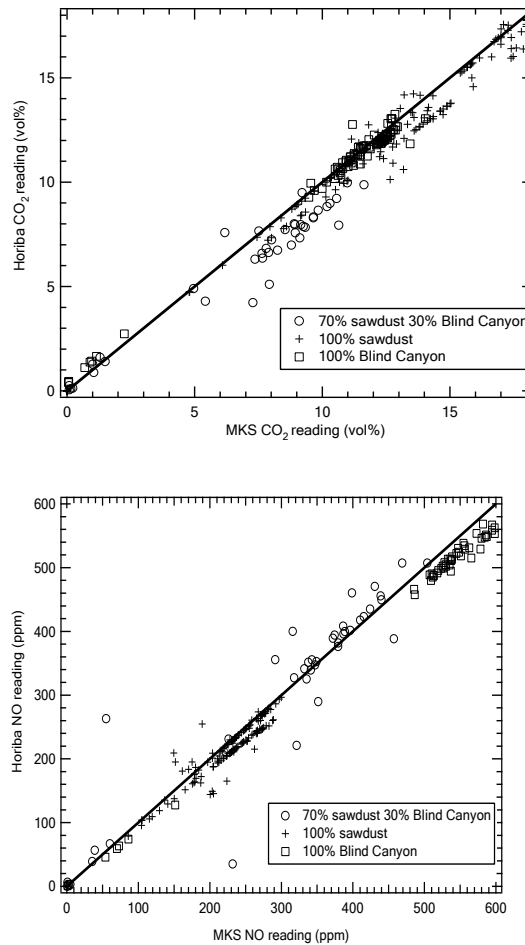 15
10
5
0
Horiba CO2 reading (vol%)
70% sawdust 30% Blind Canyon
100% sawdust
100% Blind Canyon
0 5 10 15
MKS CO2 reading (vol%)
600
500
400
300
200
100
0
Horiba NO reading (ppm)
70% sawdust 30% Blind Canyon
100% sawdust
100% Blind Canyon
0 100 200 300 400 500 600
MKS NO reading (ppm)